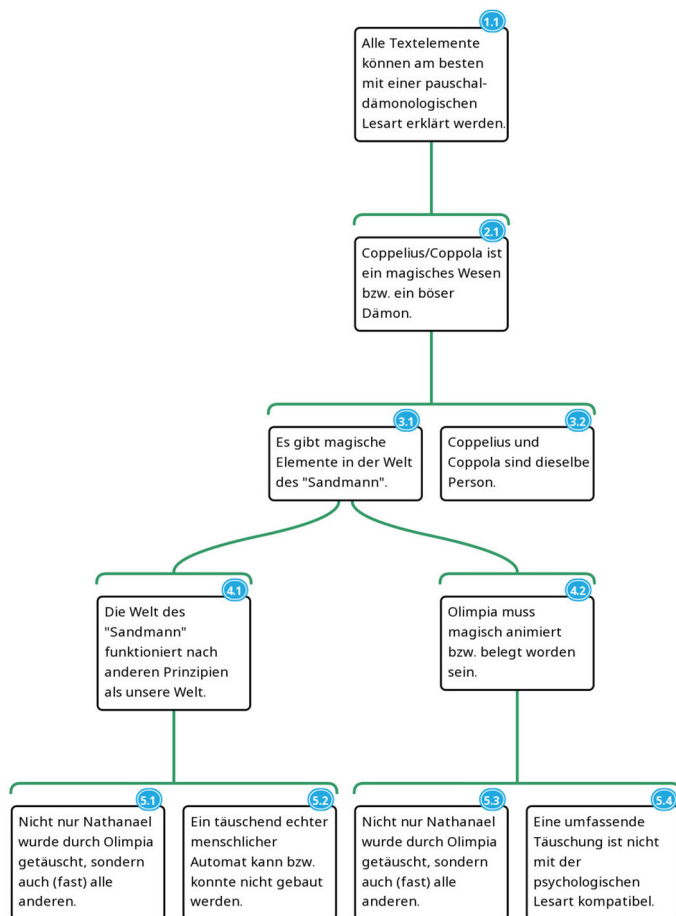 1.1
Alle Textelemente
können am besten
mit einer pauschal-
dämonologischen
Lesart erklärt werden.
2.1
Coppelius/Coppola ist
ein magisches Wesen
bzw. ein böser
Dämon.
3.1
Es gibt magische
Elemente in der Welt
des "Sandmann".
3.2
Coppelius und
Coppola sind dieselbe
Person.
4.1
Die Welt des
"Sandmann"
funktioniert nach
anderen Prinzipien
als unsere Welt.
4.2
Olimpia muss
magisch animiert
bzw. belegt worden
sein.
5.1
Nicht nur Nathanael
wurde durch Olimpia
getäuscht, sondern
auch (fast) alle
anderen.
5.2
Ein täuschend echter
menschlicher
Automat kann bzw.
konnte nicht gebaut
werden.
5.3
Nicht nur Nathanael
wurde durch Olimpia
getäuscht, sondern
auch (fast) alle
anderen.
5.4
Eine umfassende
Täuschung ist nicht
mit der
psychologischen
Lesart kompatibel.